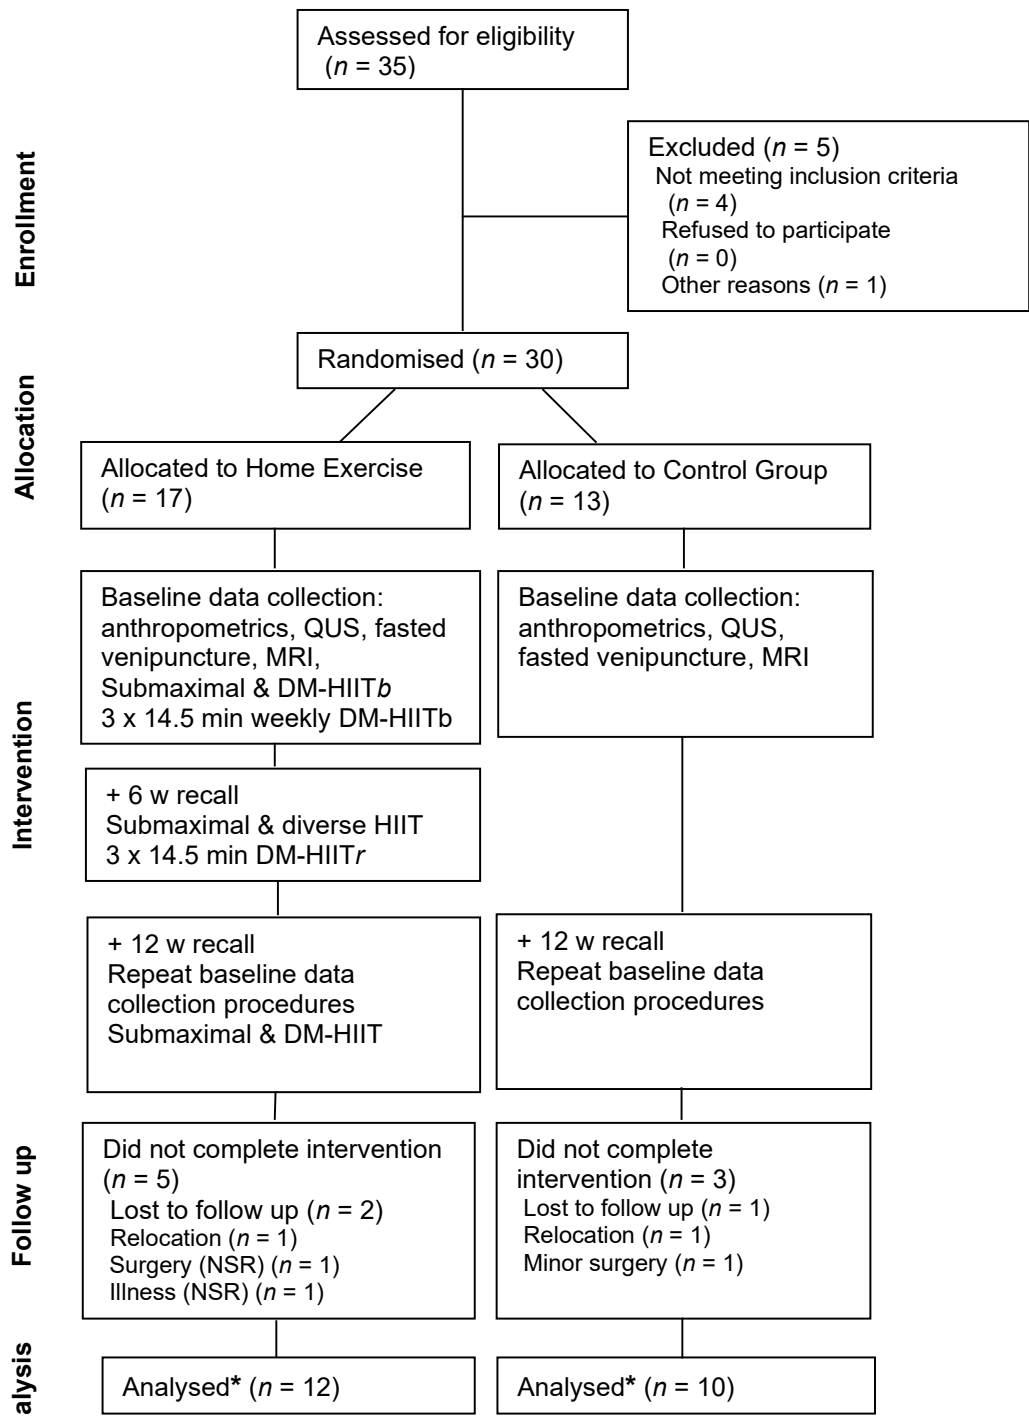 Assessed for eligibility
(n = 35)
Enrollment
Excluded (n = 5)
Not meeting inclusion criteria
(n = 4)
Refused to participate
(n = 0)
Other reasons (n = 1)
Randomised (n = 30)
Allocation
Allocated to Home Exercise
(n = 17)
Allocated to Control Group
(n = 13)
Intervention
Baseline data collection:
anthropometrics, QUS, fasted
venipuncture, MRI,
Submaximal & DM-HIITb
3 x 14.5 min weekly DM-HIITb
Baseline data collection:
anthropometrics, QUS,
fasted venipuncture, MRI
+ 6 w recall
Submaximal & diverse HIIT
3 x 14.5 min DM-HIITr
+ 12 w recall
Repeat baseline data
collection procedures
Submaximal & DM-HIIT
+ 12 w recall
Repeat baseline data
collection procedures
Follow up
Did not complete intervention
(n = 5)
Lost to follow up (n = 2)
Relocation (n = 1)
Surgery (NSR) (n = 1)
Illness (NSR) (n = 1)
Did not complete
intervention (n = 3)
Lost to follow up (n = 1)
Relocation (n = 1)
Minor surgery (n = 1)
alysis
Analysed* (n = 12)
Analysed* (n = 10)